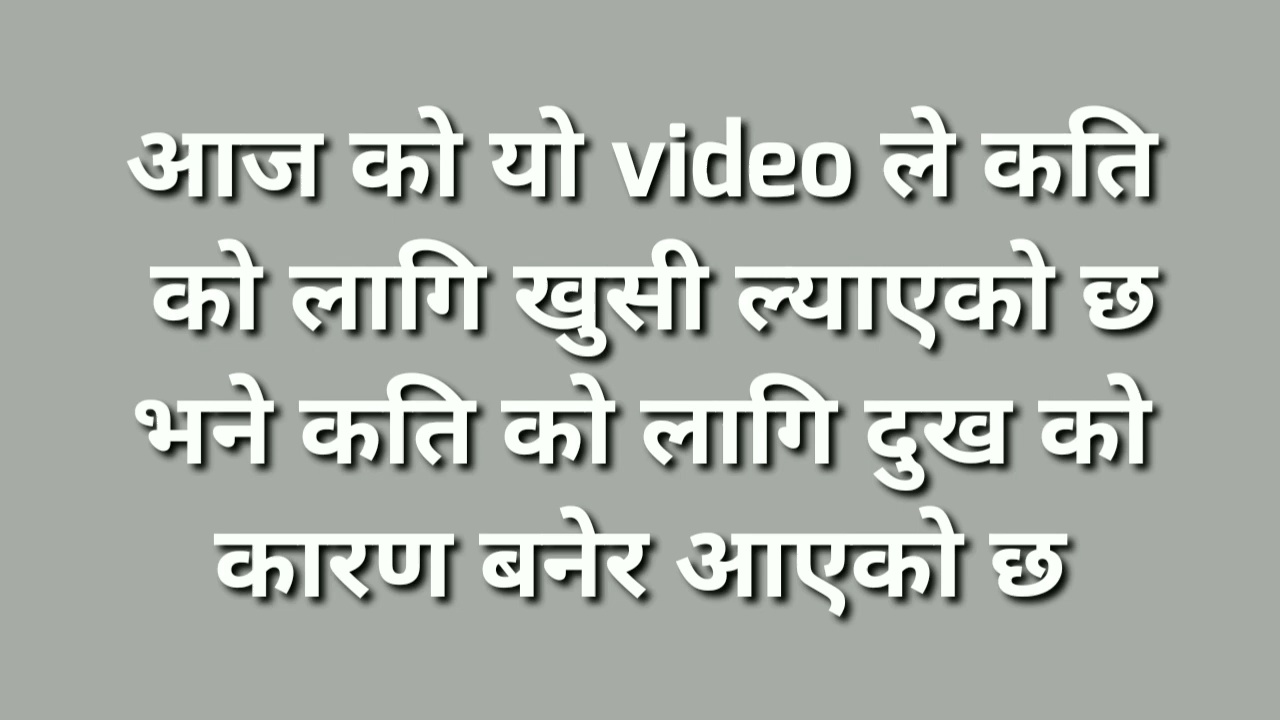 आज को यो video ले कति
को लागि खुसी ल्याएको छ
भने कति को लागि दुख को
कारण बनेर आएको छ